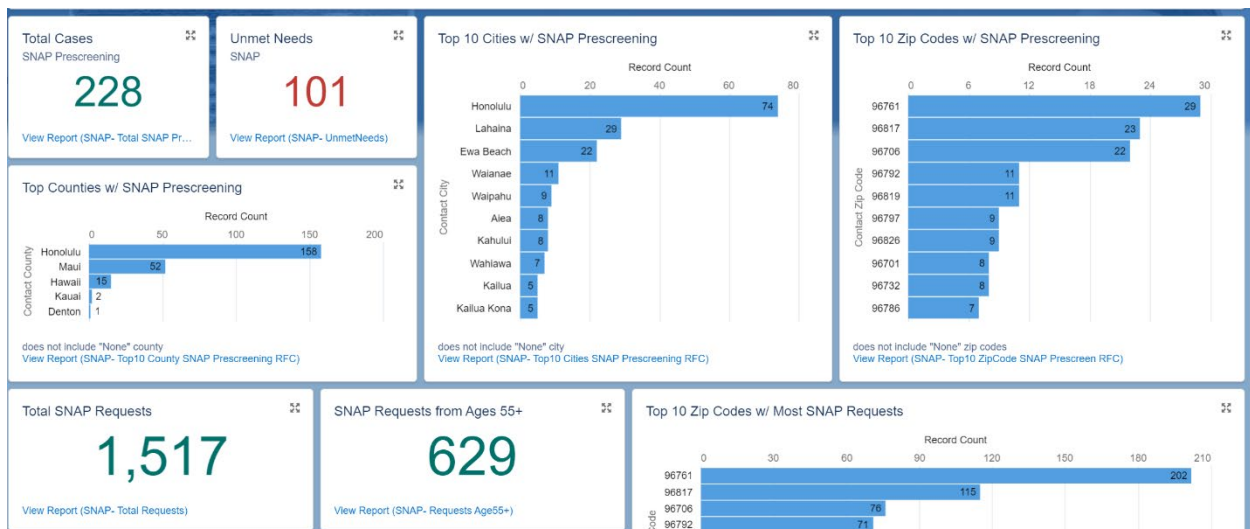 Total Cases
SNAP Prescreening
228
View Report (SNAP- Total SNAP Pr...
Unmet Needs
SNAP
101
View Report (SNAP- UnmetNeeds)
Top Counties w/ SNAP Prescreening
Record Count
0 50 100 150 200
Contact County
Honolulu 158
Maui 52
Hawaii 15
Kauai 2
Denton 1
does not include "None" county
View Report (SNAP- Top10 County SNAP Prescreening RFC)
Top 10 Cities w/ SNAP Prescreening
Record Count
0 20 40 60 80
Contact City
Honolulu 74
Lahaina 29
Ewa Beach 22
Waianae 11
Waipahu 9
Aiea 8
Kahului 8
Wahiawa 7
Kailua 5
Kailua Kona 5
does not include "None" city
View Report (SNAP- Top10 Cities SNAP Prescreening RFC)
Top 10 Zip Codes w/ SNAP Prescreening
Record Count
0 6 12 18 24 30
Contact Zip Code
96761 29
96817 23
96706 22
96792 11
96819 11
96797 9
96826 9
96701 8
96732 8
96786 7
does not include "None" zip codes
View Report (SNAP- Top10 ZipCode SNAP Prescreen RFC)
Total SNAP Requests
1,517
View Report (SNAP- Total Requests)
SNAP Requests from Ages 55+
629
View Report (SNAP- Requests Age55+)
Top 10 Zip Codes w/ Most SNAP Requests
Record Count
0 30 60 90 120 150 180 210
Code
96761 202
96817 115
96706 76
96792 71